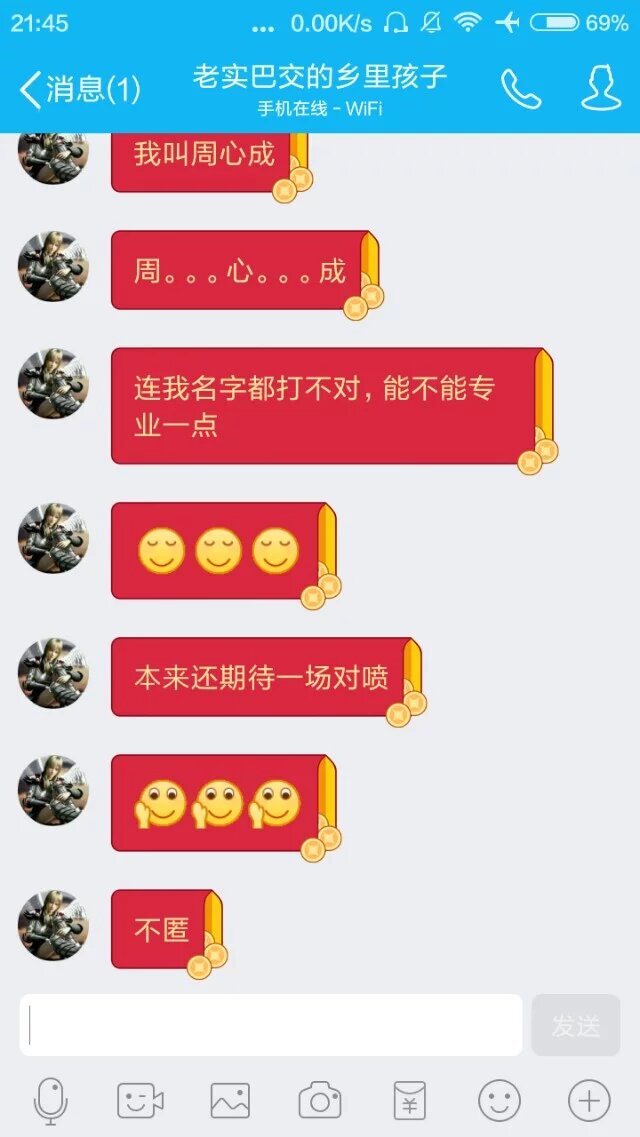 21:45
... 0.00K/s 69%
消息(1)
老实巴交的乡里孩子
手机在线 - WiFi
我叫周心成
周。。。心。。。成
连我名字都打不对,能不能专
业一点
本来还期待一场对喷
不匿
发送